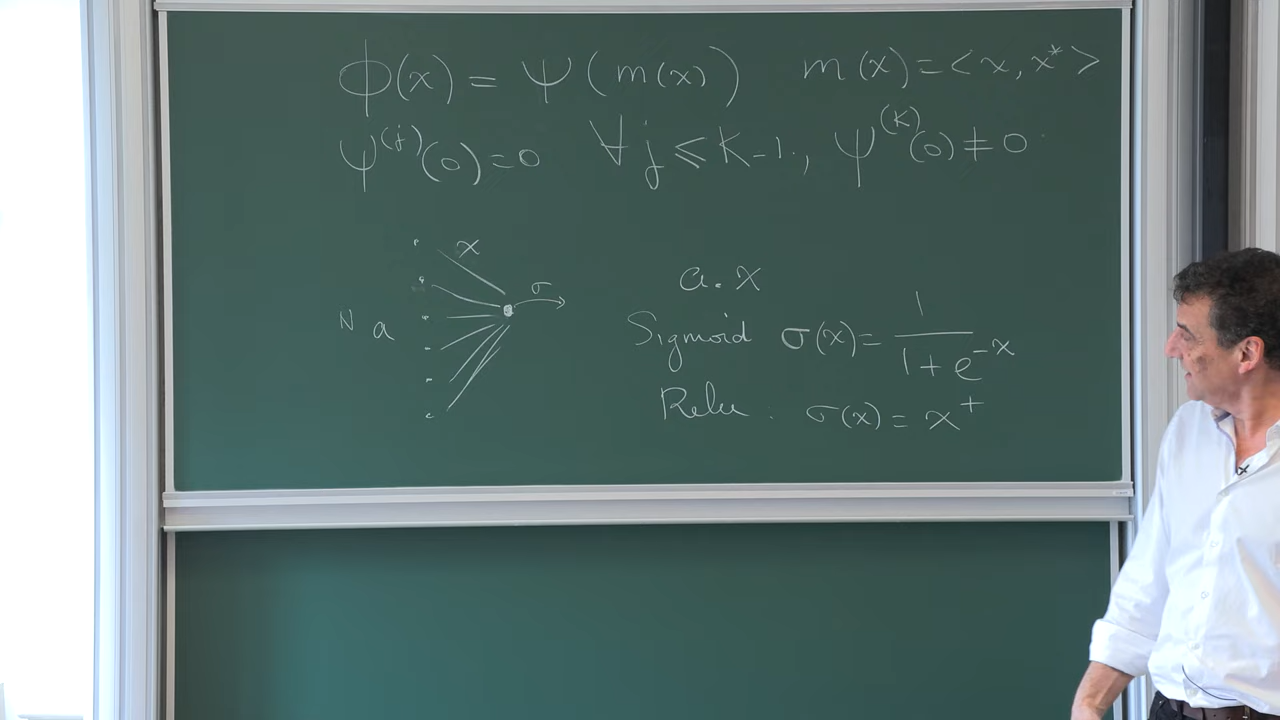 ϕ(x) = ψ(m(x))    m(x) = <x, x*>
ψ^(j)(0) = 0    ∀ j ⩽ K-1, ψ^(K)(0) ≠ 0
x
σ
N a
a.x
Sigmoid σ(x) = 1/(1+e^-x)
Relu : σ(x) = x^+